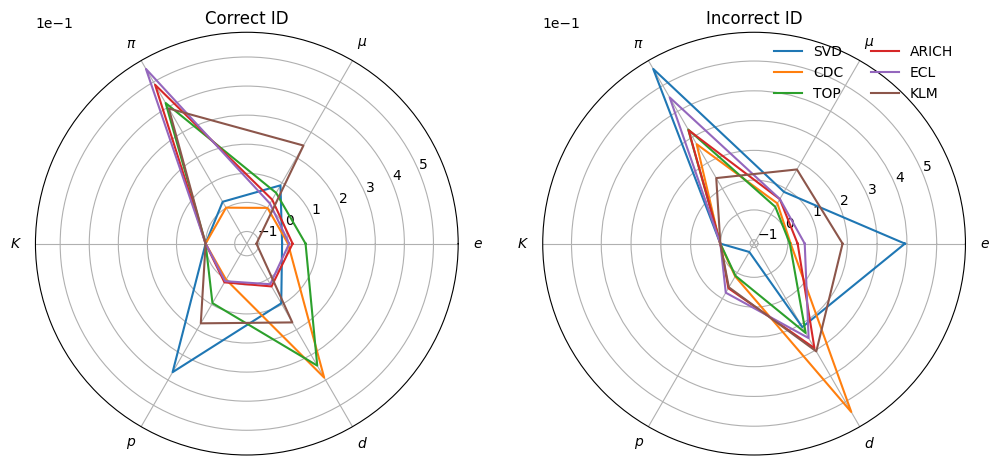 Correct ID
1e−1
π
μ
K
e
p
d
−1
0
1
2
3
4
5
Incorrect ID
1e−1
π
μ
K
e
p
d
−1
0
1
2
3
4
5
SVD
CDC
TOP
ARICH
ECL
KLM